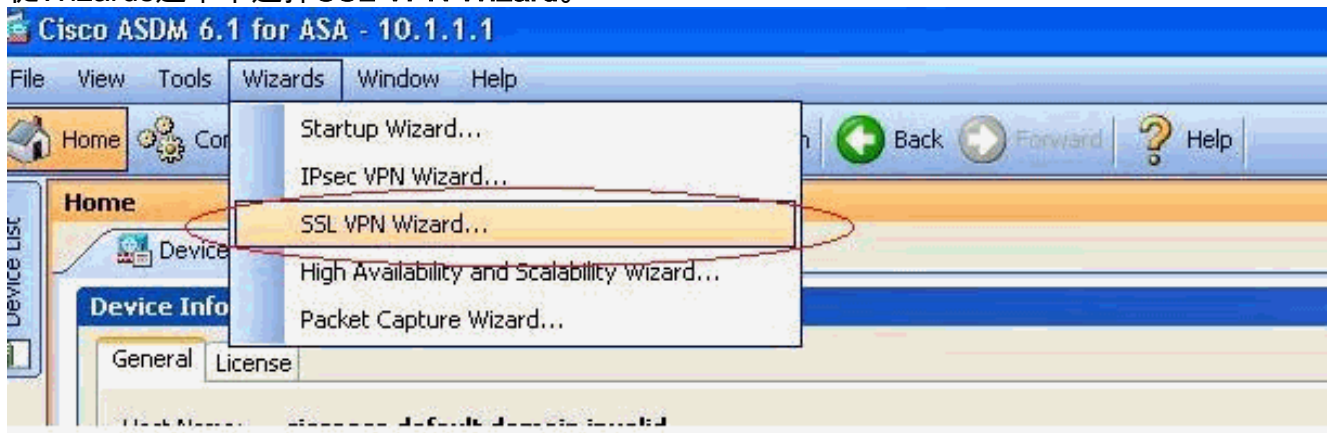 Cisco ASDM 6.1 for ASA - 10.1.1.1
File View Tools Wizards Window Help
Home Back Forward Help
Startup Wizard...
IPsec VPN Wizard...
SSL VPN Wizard...
High Availability and Scalability Wizard...
Packet Capture Wizard...
Home
Device List
Device
Device Info
General License